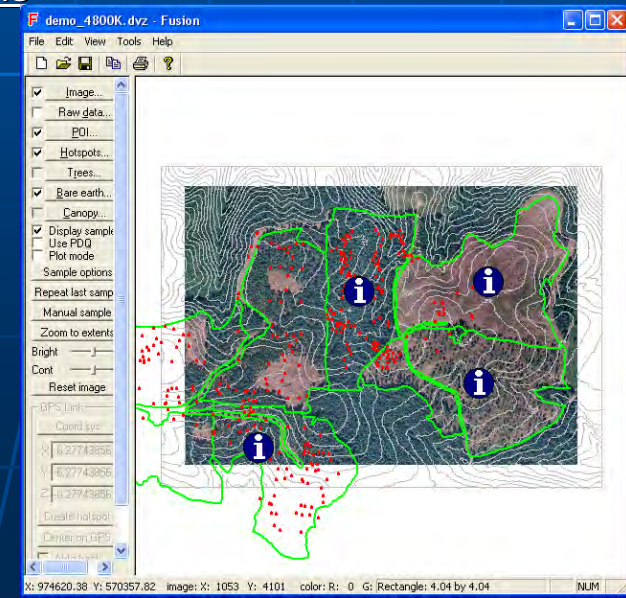 F demo_4800K.dvz - Fusion
File Edit View Tools Help
Image...
Raw data...
POI...
Hotspots...
Trees...
Bare earth...
Canopy...
Display sample
Use PDQ
Plot mode
Sample options
Repeat last samp
Manual sample
Zoom to extents
Bright
Cont
Reset image
GPS Link
Coord sys
X 6.27743856
Y 6.27743856
Z 6.27743856
Create hotspot
Center on GPS
i
i
i
i
X: 974620.38 Y: 570357.82 image: X: 1053 Y: 4101 color: R: 0 G: Rectangle: 4.04 by 4.04 NUM